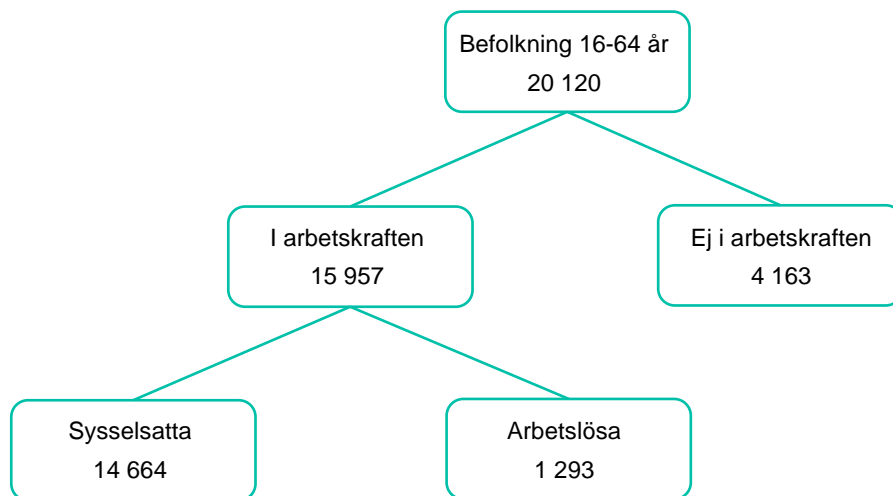 Befolkning 16-64 år
20 120
I arbetskraften
15 957
Ej i arbetskraften
4 163
Sysselsatta
14 664
Arbetslösa
1 293